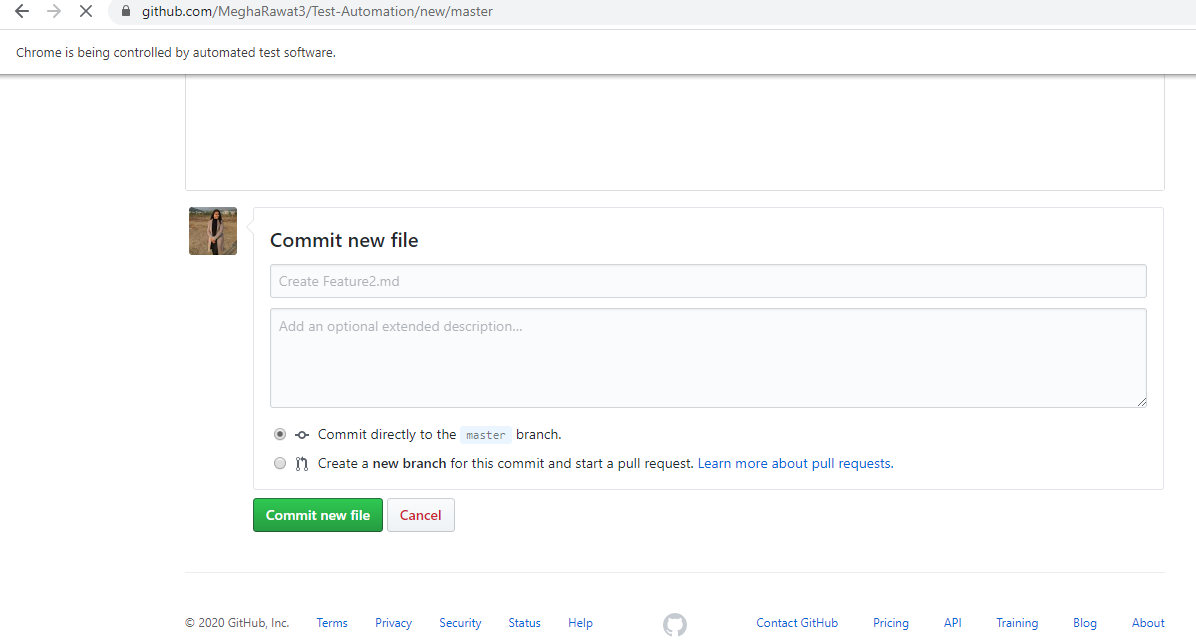 github.com/MeghaRawat3/Test-Automation/new/master
Chrome is being controlled by automated test software.
Commit new file
Create Feature2.md
Add an optional extended description...
Commit directly to the master branch.
Create a new branch for this commit and start a pull request. Learn more about pull requests.
Commit new file Cancel
© 2020 GitHub, Inc. Terms Privacy Security Status Help Contact GitHub Pricing API Training Blog About